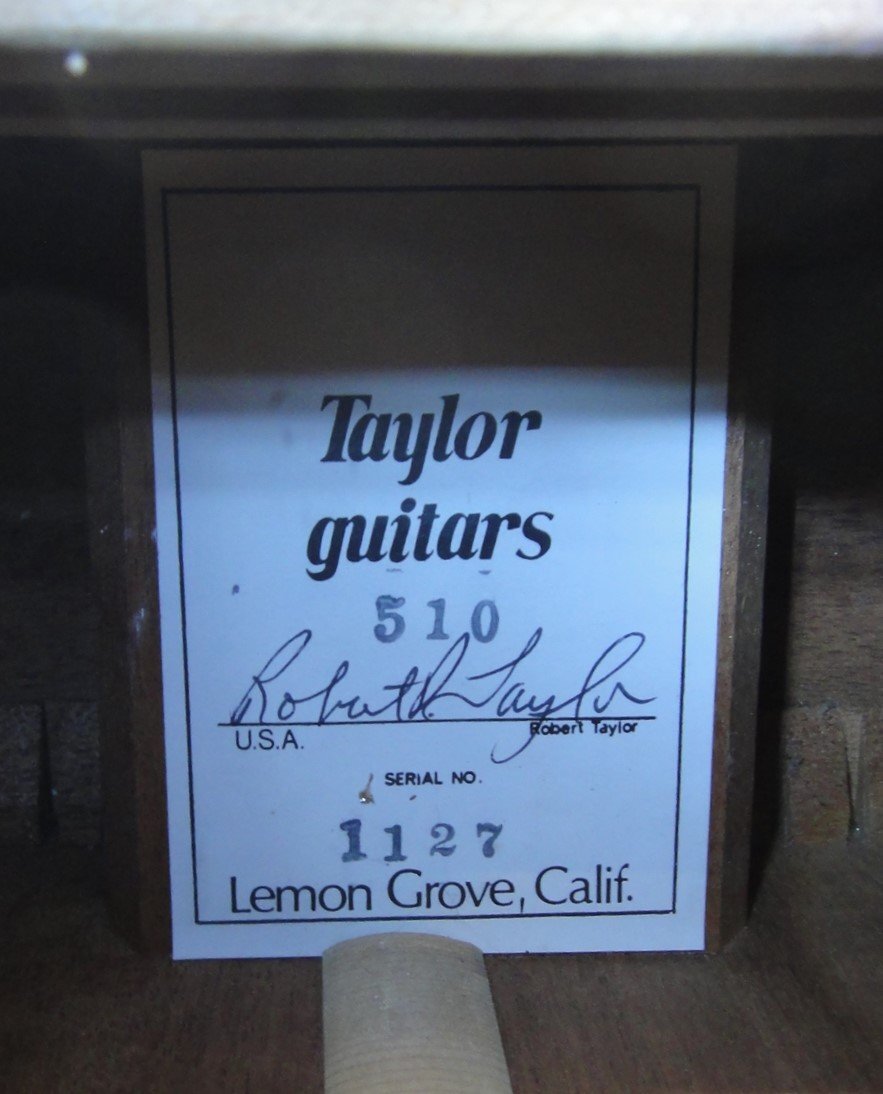 Taylor
guitars
510
Robert R. Taylor
U.S.A. Robert Taylor
SERIAL NO.
1127
Lemon Grove, Calif.